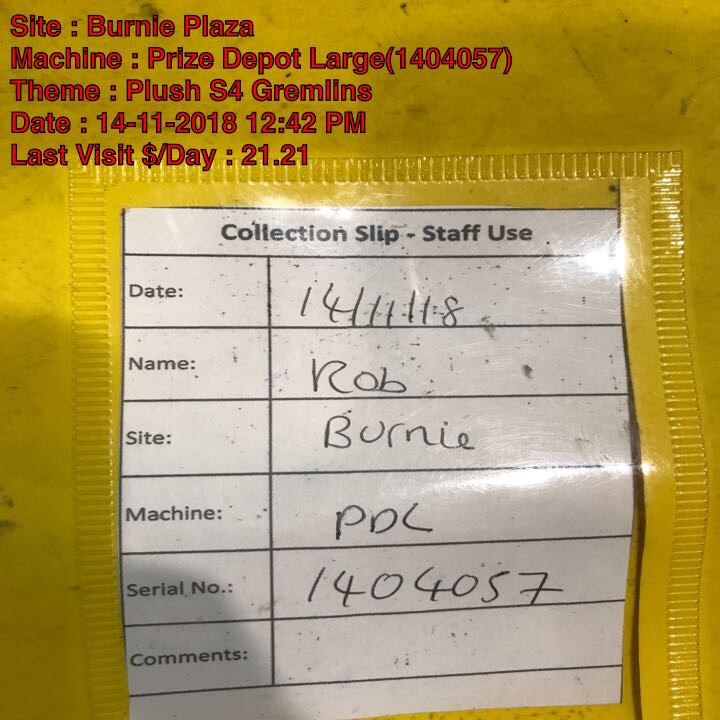 Site : Burnie Plaza
Machine : Prize Depot Large(1404057)
Theme : Plush S4 Gremlins
Date : 14-11-2018 12:42 PM
Last Visit $/Day : 21.21
Collection Slip - Staff Use
Date: 14/11/18
Name: Rob
Site: Burnie
Machine: PDL
Serial No.: 1404057
Comments: